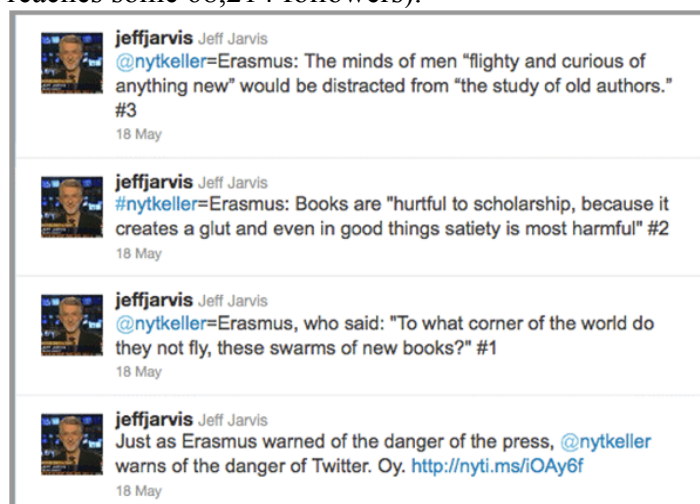 reaches some 68,214 followers).
jeffjarvis Jeff Jarvis
@nytkeller=Erasmus: The minds of men “flighty and curious of
anything new” would be distracted from “the study of old authors.”
#3
18 May
jeffjarvis Jeff Jarvis
#nytkeller=Erasmus: Books are "hurtful to scholarship, because it
creates a glut and even in good things satiety is most harmful" #2
18 May
jeffjarvis Jeff Jarvis
@nytkeller=Erasmus, who said: "To what corner of the world do
they not fly, these swarms of new books?" #1
18 May
jeffjarvis Jeff Jarvis
Just as Erasmus warned of the danger of the press, @nytkeller
warns of the danger of Twitter. Oy. http://nyti.ms/iOAy6f
18 May